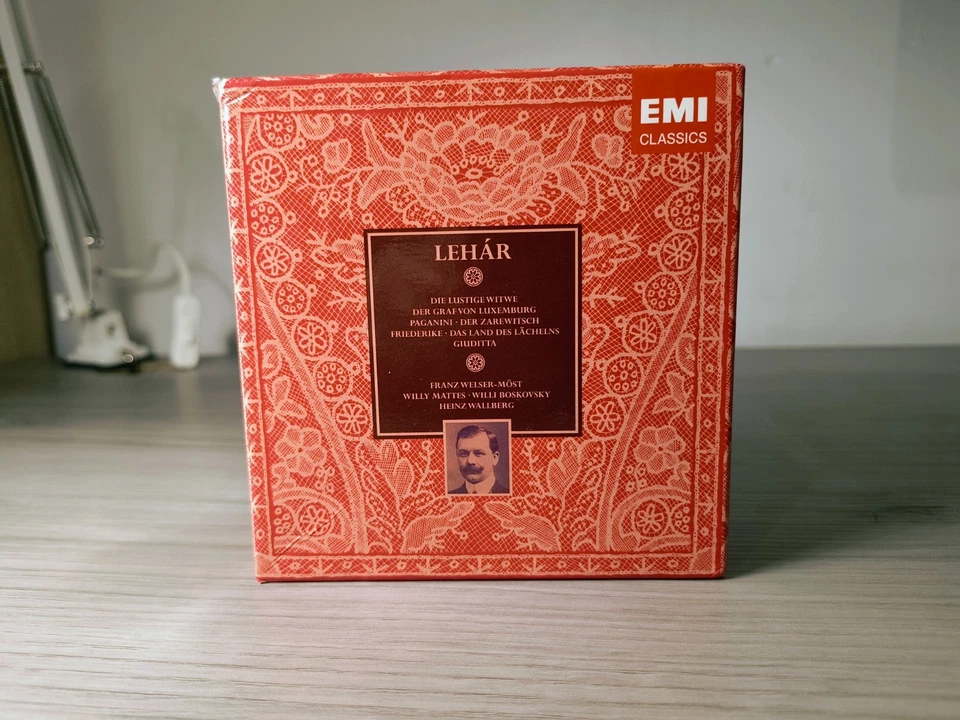 EMI
CLASSICS
LEHÁR
DIE LUSTIGE WITWE
DER GRAF VON LUXEMBURG
PAGANINI · DER ZAREWITSCH
FRIEDERIKE · DAS LAND DES LÄCHELNS
GIUDITTA
FRANZ WELSER-MÖST
WILLY MATTES · WILLI BOSKOVSKY
HEINZ WALLBERG